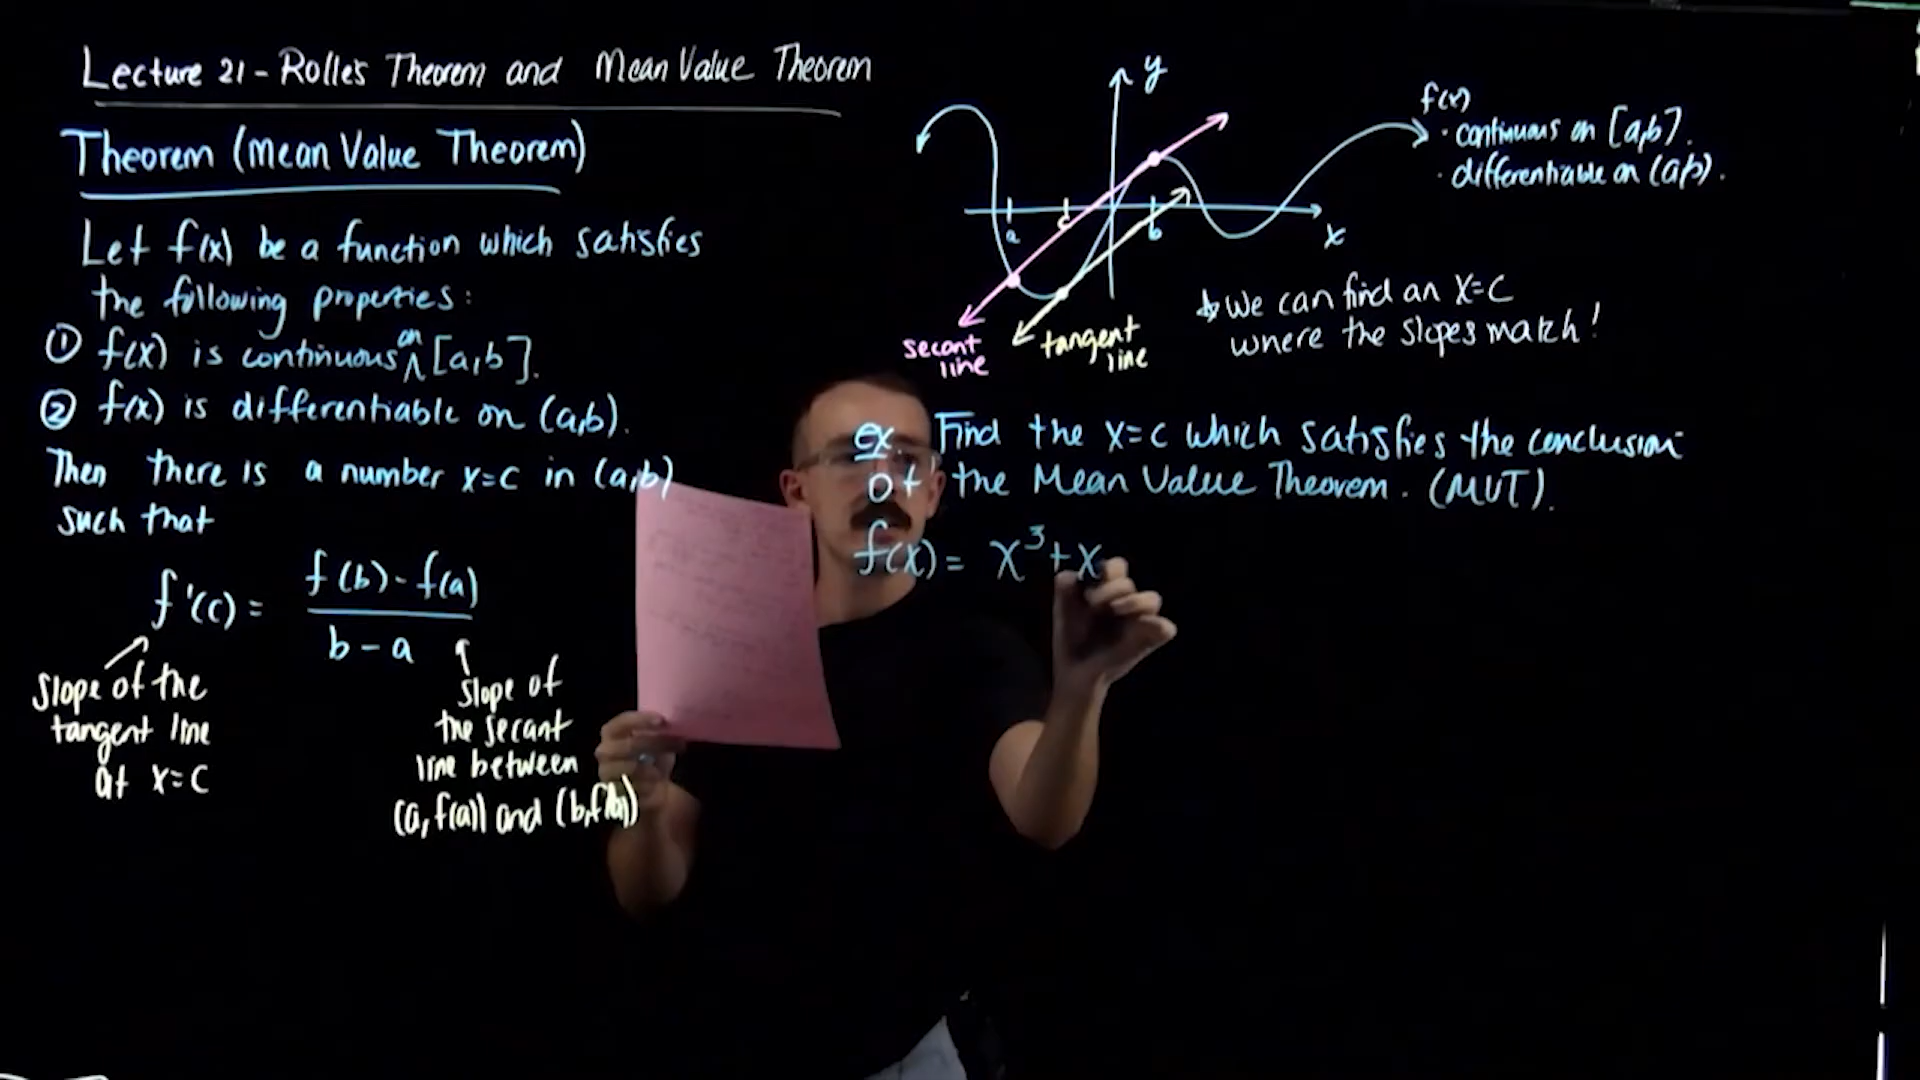 Lecture 21 - Rolle's Theorem and Mean Value Theorem
Theorem (Mean Value Theorem)
Let f(x) be a function which satisfies
the following properties:
① f(x) is continuous on [a,b].
② f(x) is differentiable on (a,b).
Then there is a number x=c in (a,b)
such that
f'(c) = f(b) - f(a)
b - a
Slope of the
tangent line
at x=c
slope of
the secant
line between
(a, f(a)) and (b, f(b))
y
x
a
c
b
secant
line
tangent
line
f(x)
· continuous on [a,b].
· differentiable on (a,b).
We can find an x=c
where the slopes match!
ex Find the x=c which satisfies the conclusion
of the Mean Value Theorem. (MVT).
f(x) = x³+x